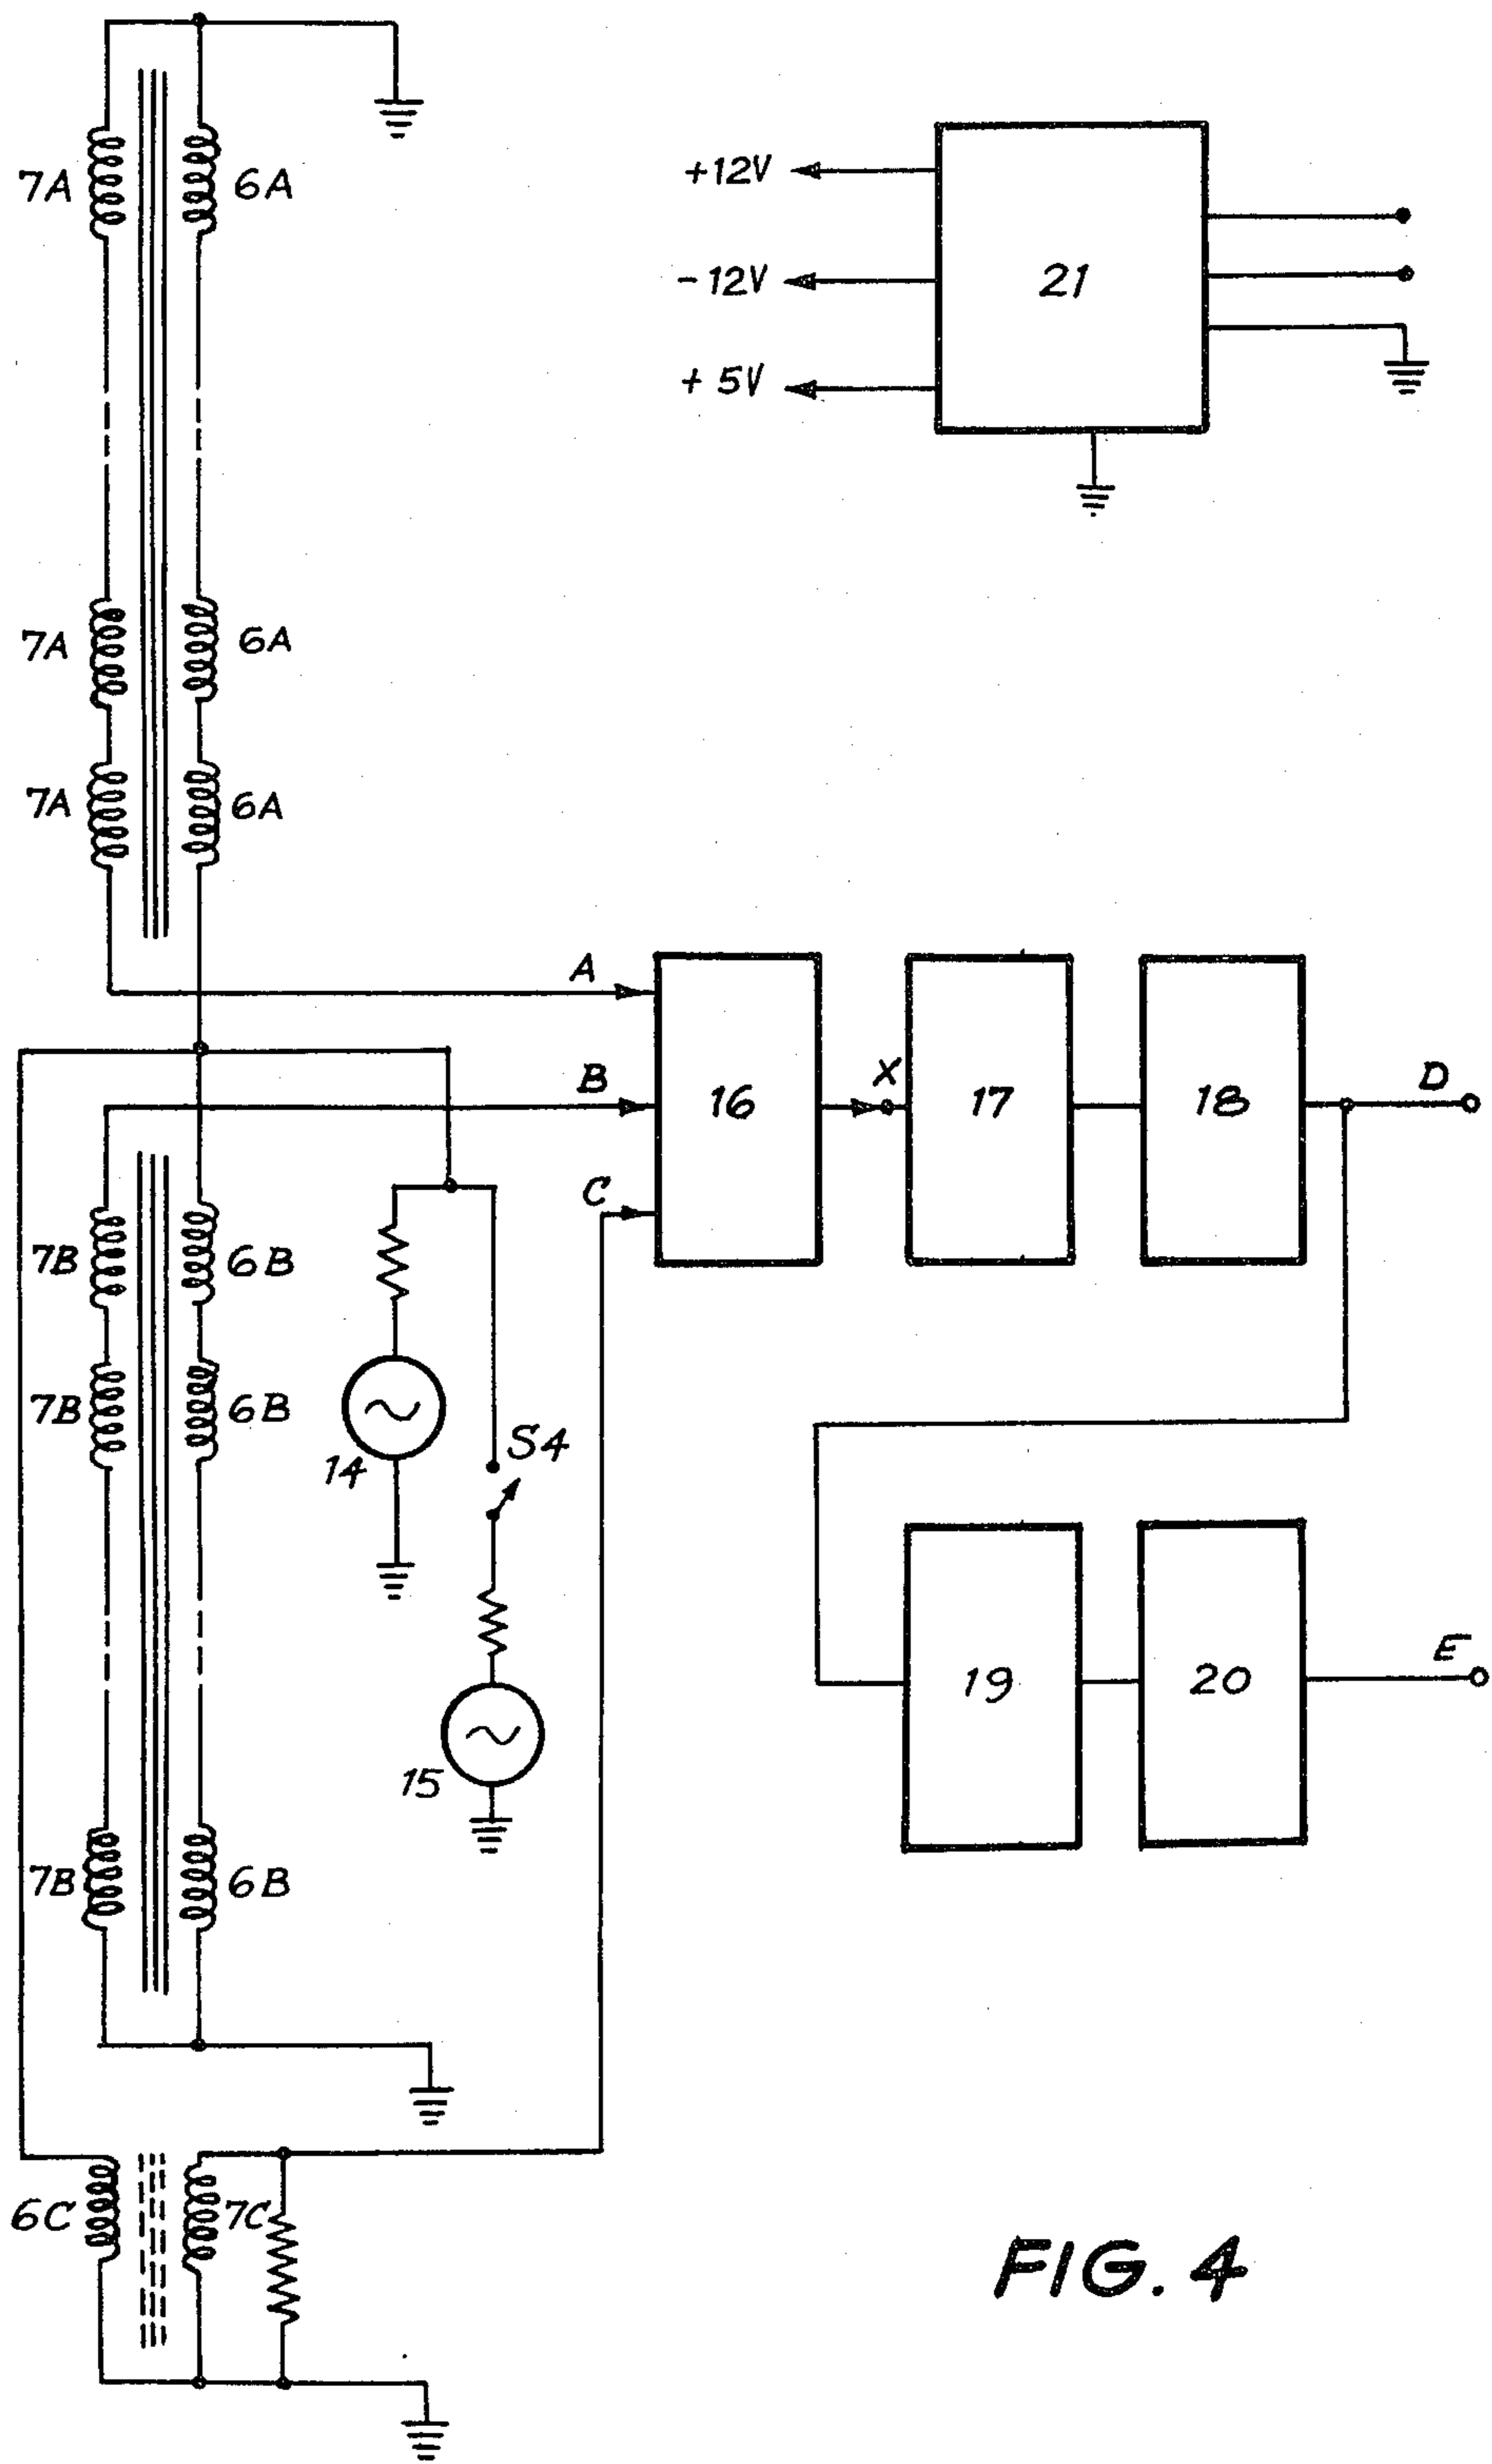 7A 6A
+12V
-12V 21
+ 5V
7A 6A
7A 6A
A
B 16 X 17 18 D
C
7B 6B
7B 6B
S4
14
19 20 E
15
7B 6B
6C 7C
FIG. 4